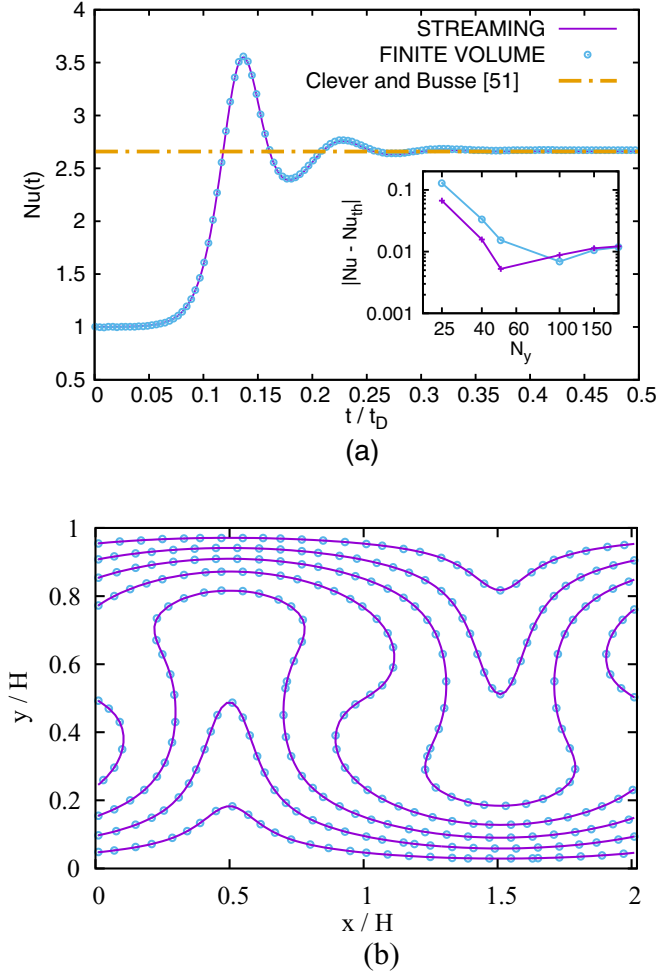 4
3.5
3
2.5
2
1.5
1
0.5
Nu(t)
STREAMING
FINITE VOLUME
Clever and Busse [51]
0.1
0.01
0.001
|Nu - Nu_th|
25 40 60 100 150
N_y
0 0.05 0.1 0.15 0.2 0.25 0.3 0.35 0.4 0.45 0.5
t / t_D
(a)
1
0.8
0.6
0.4
0.2
0
y / H
0 0.5 1 1.5 2
x / H
(b)